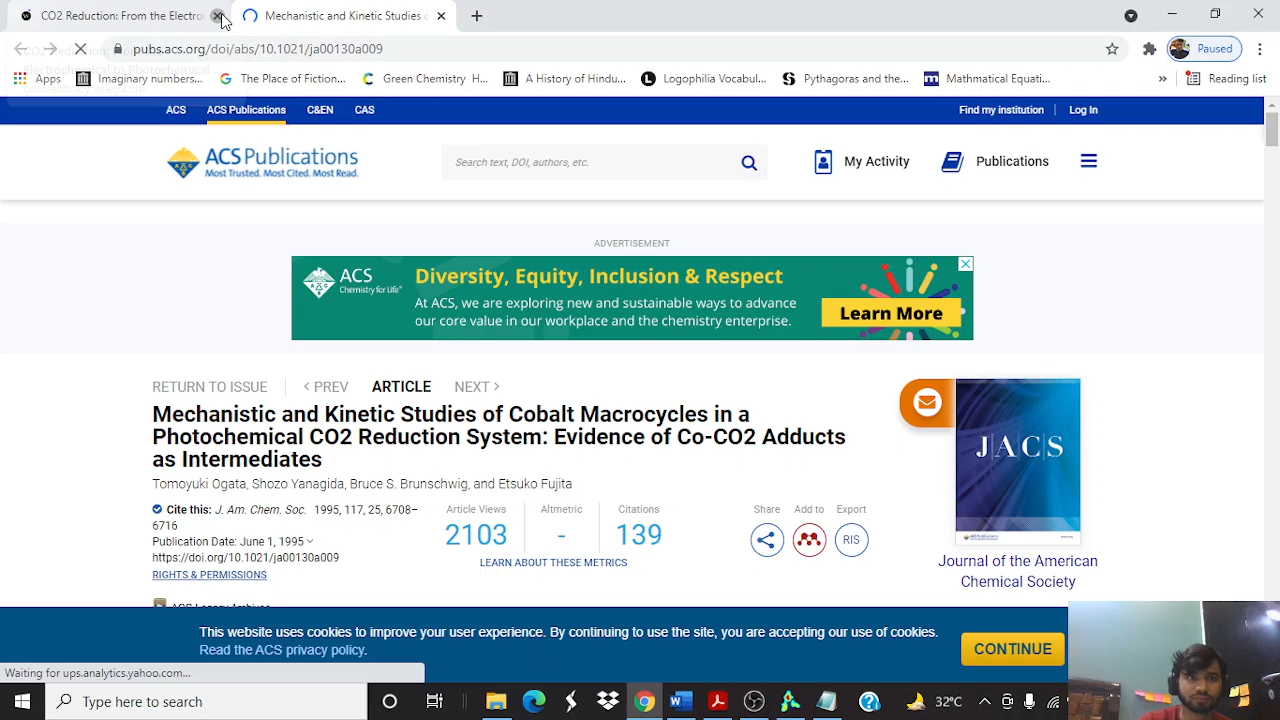 CO2 Reduction: From the Electro
Mechanistic and Kinetic Studies of
pubs.acs.org/doi/abs/10.1021/ja00130a009
Paused
Apps
Imaginary numbers...
The Place of Fiction...
Green Chemistry H...
A History of Hindu...
Logophilia Vocabul...
Pythagoras and the...
Mathmatical Equati...
»
Reading list
ACS
ACS Publications
C&EN
CAS
Find my institution
Log In
ACS Publications
Most Trusted. Most Cited. Most Read.
Search text, DOI, authors, etc.
My Activity
Publications
ADVERTISEMENT
ACS
Chemistry for Life®
Diversity, Equity, Inclusion & Respect
At ACS, we are exploring new and sustainable ways to advance
our core value in our workplace and the chemistry enterprise.
Learn More
RETURN TO ISSUE
< PREV
ARTICLE
NEXT >
Mechanistic and Kinetic Studies of Cobalt Macrocycles in a
Photochemical CO2 Reduction System: Evidence of Co-CO2 Adducts
as Intermediates
Tomoyuki Ogata, Shozo Yanagida, Bruce S. Brunschwig, and Etsuko Fujita
Cite this: J. Am. Chem. Soc. 1995, 117, 25, 6708–
6716
Publication Date: June 1, 1995
https://doi.org/10.1021/ja00130a009
RIGHTS & PERMISSIONS
Article Views
2103
Altmetric
-
Citations
139
LEARN ABOUT THESE METRICS
Share
Add to
Export
RIS
JACS
Journal of the American
Chemical Society
ACS Legacy Archives
This website uses cookies to improve your user experience. By continuing to use the site, you are accepting our use of cookies.
Read the ACS privacy policy.
CONTINUE
Waiting for ups.analytics.yahoo.com...
Type here to search
32°C